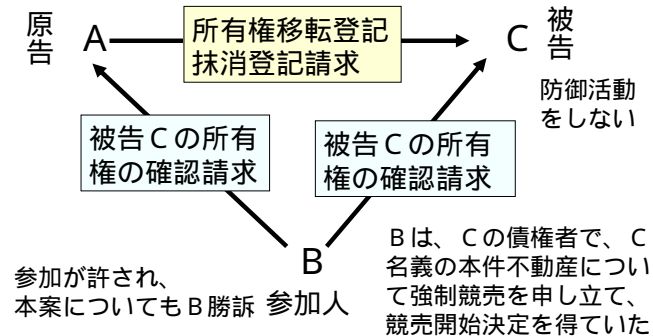 原告
A
所有権移転登記
抹消登記請求
C
被告
防御活動
をしない
被告Ｃの所有
権の確認請求
被告Ｃの所有
権の確認請求
B
参加人
参加が許され、
本案についてもＢ勝訴
Ｂは、Ｃの債権者で、Ｃ
名義の本件不動産につい
て強制競売を申し立て、
競売開始決定を得ていた